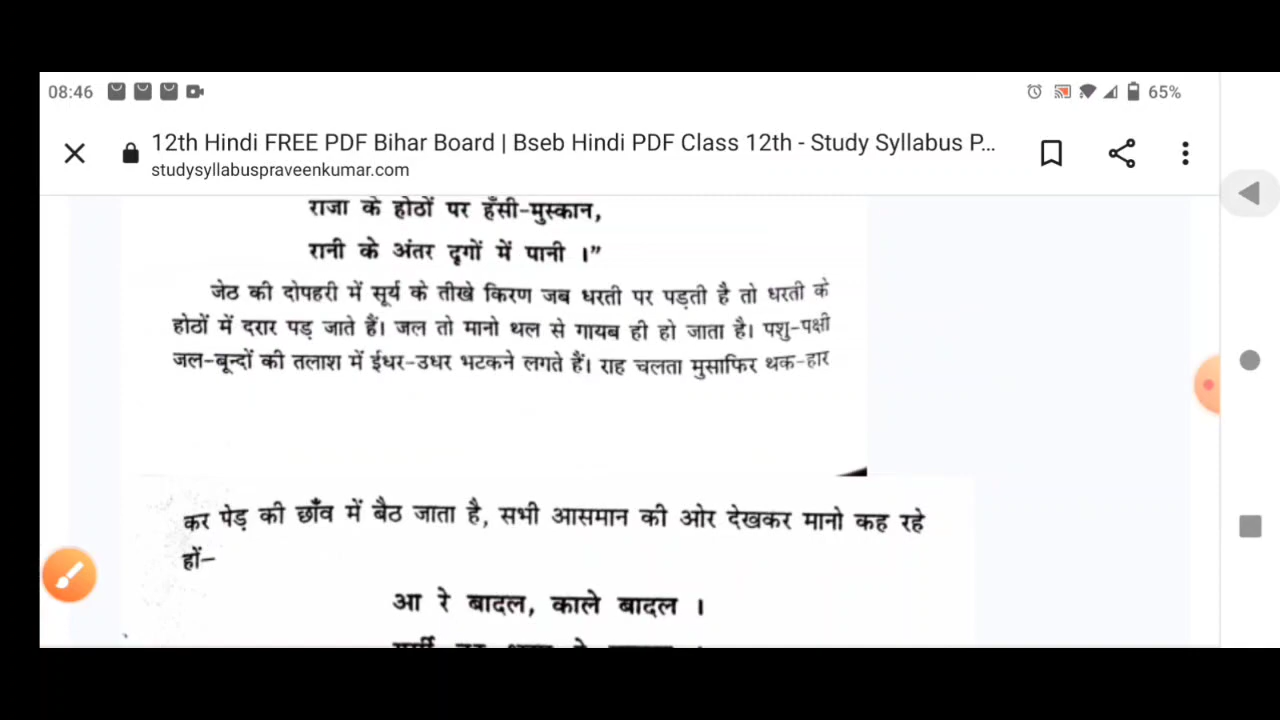 08:46
65%
12th Hindi FREE PDF Bihar Board | Bseb Hindi PDF Class 12th - Study Syllabus P...
studysyllabuspraveenkumar.com
राजा के होठों पर हँसी-मुस्कान,
रानी के अंतर दृगों में पानी ।”
जेठ की दोपहरी में सूर्य के तीखे किरण जब धरती पर पड़ती है तो धरती के
होठों में दरार पड़ जाते हैं। जल तो मानो थल से गायब ही हो जाता है। पशु-पक्षी
जल-बून्दों की तलाश में ईधर-उधर भटकने लगते हैं। राह चलता मुसाफिर थक-हार
कर पेड़ की छाँव में बैठ जाता है, सभी आसमान की ओर देखकर मानो कह रहे
हों–
आ रे बादल, काले बादल ।